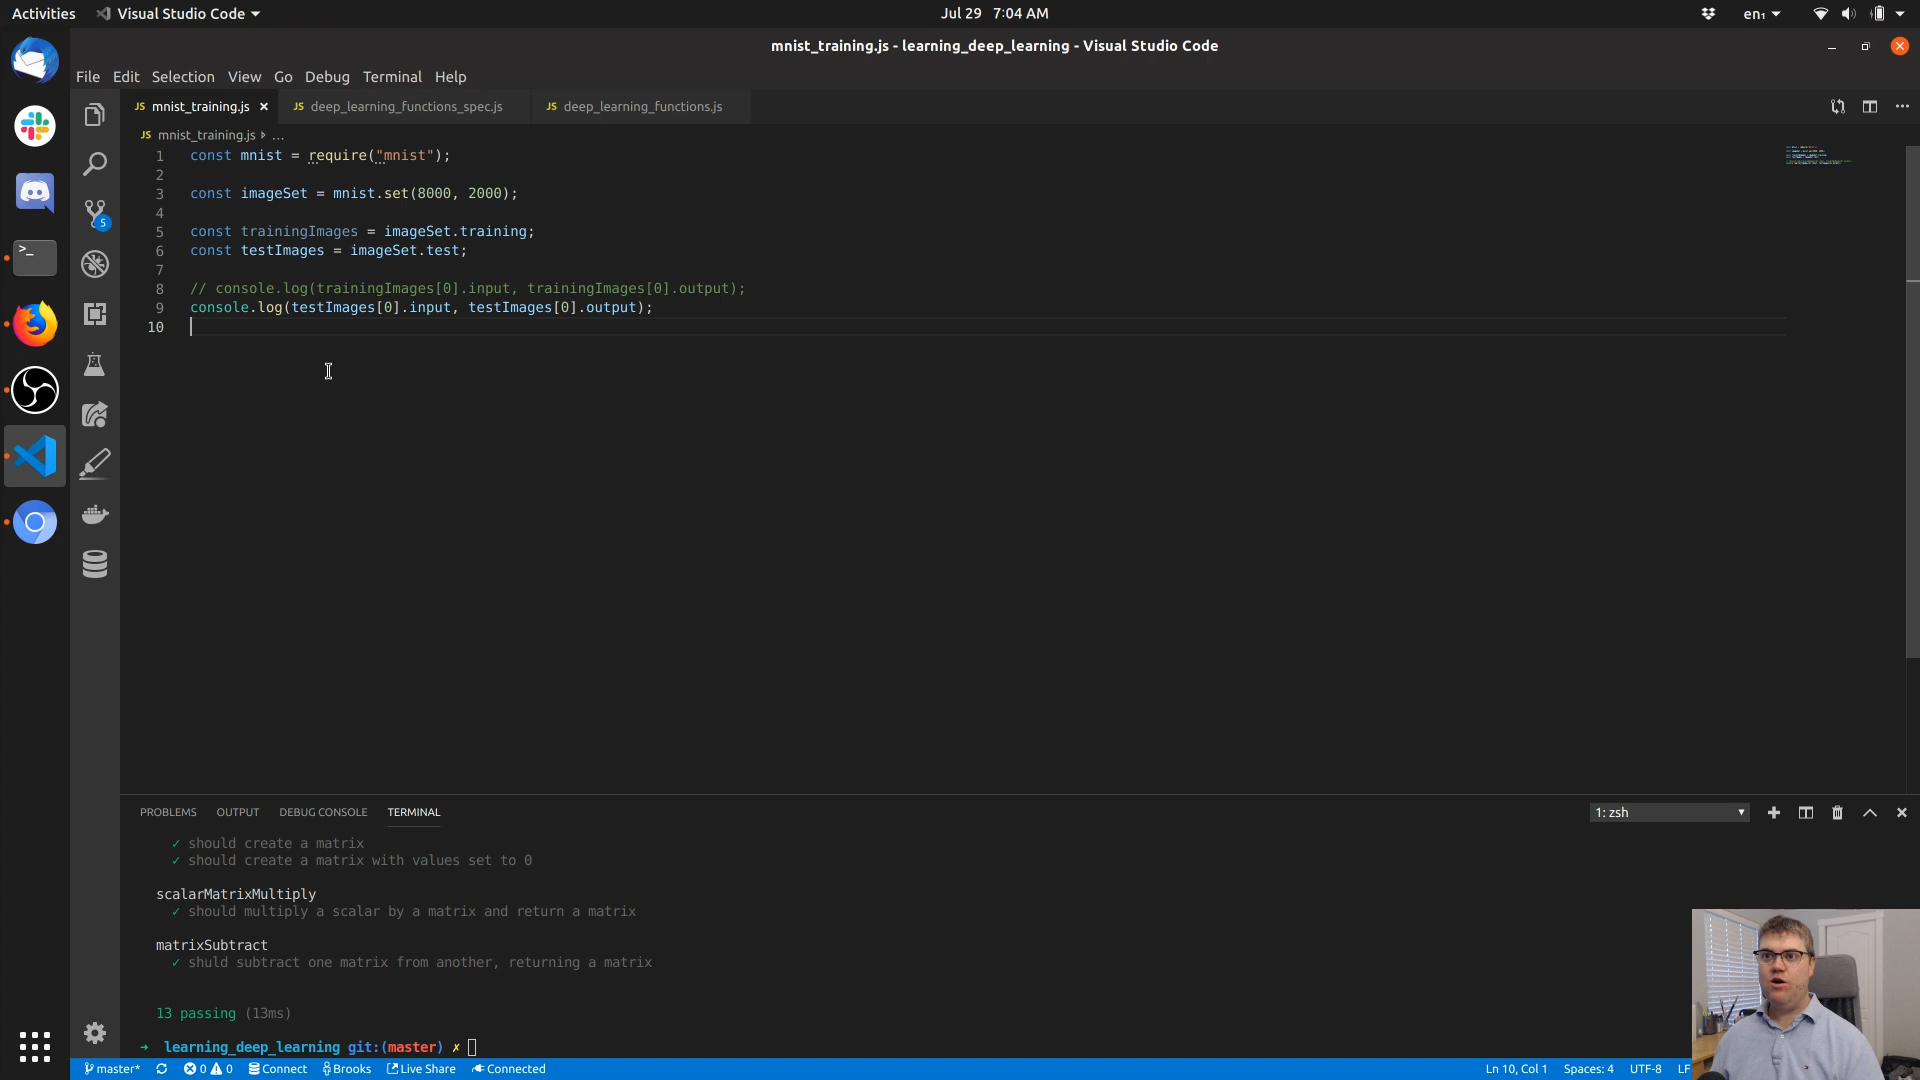 Activities Visual Studio Code Jul 29 7:04 AM en₁
mnist_training.js - learning_deep_learning - Visual Studio Code
File Edit Selection View Go Debug Terminal Help
JS mnist_training.js JS deep_learning_functions_spec.js JS deep_learning_functions.js
JS mnist_training.js ...
1 const mnist = require("mnist");
2
3 const imageSet = mnist.set(8000, 2000);
4
5 const trainingImages = imageSet.training;
6 const testImages = imageSet.test;
7
8 // console.log(trainingImages[0].input, trainingImages[0].output);
9 console.log(testImages[0].input, testImages[0].output);
10
5
PROBLEMS OUTPUT DEBUG CONSOLE TERMINAL 1: zsh
✓ should create a matrix
✓ should create a matrix with values set to 0
scalarMatrixMultiply
✓ should multiply a scalar by a matrix and return a matrix
matrixSubtract
✓ shuld subtract one matrix from another, returning a matrix
13 passing (13ms)
→ learning_deep_learning git:(master) ✗
master* 0 0 Connect Brooks Live Share Connected Ln 10, Col 1 Spaces: 4 UTF-8 LF